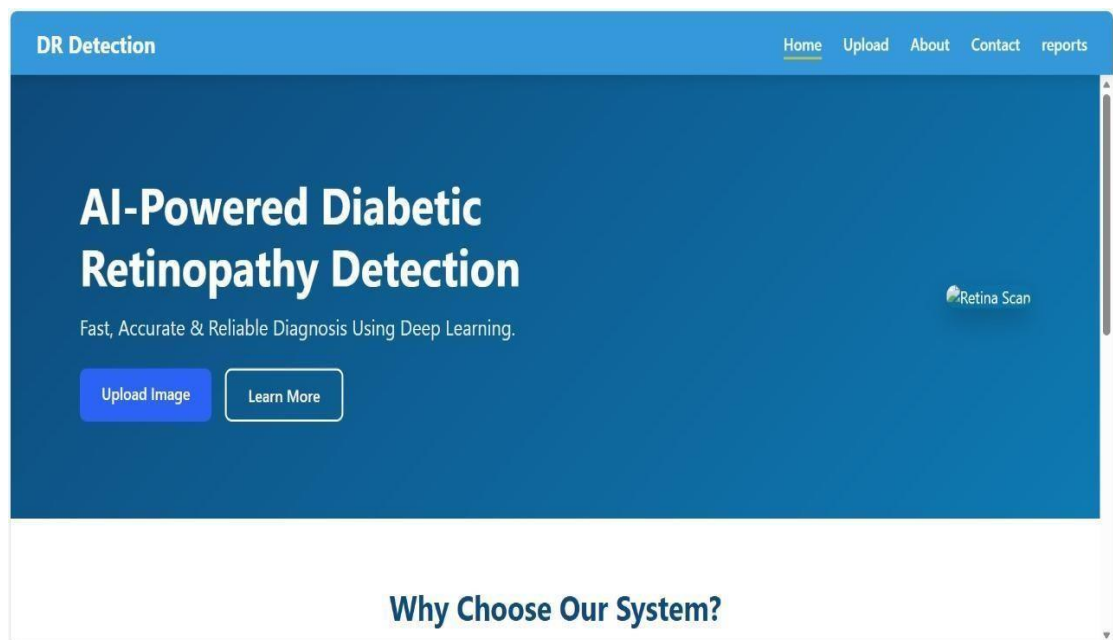 DR Detection
Home Upload About Contact reports
AI-Powered Diabetic
Retinopathy Detection
Fast, Accurate & Reliable Diagnosis Using Deep Learning.
Upload Image Learn More
Retina Scan
Why Choose Our System?